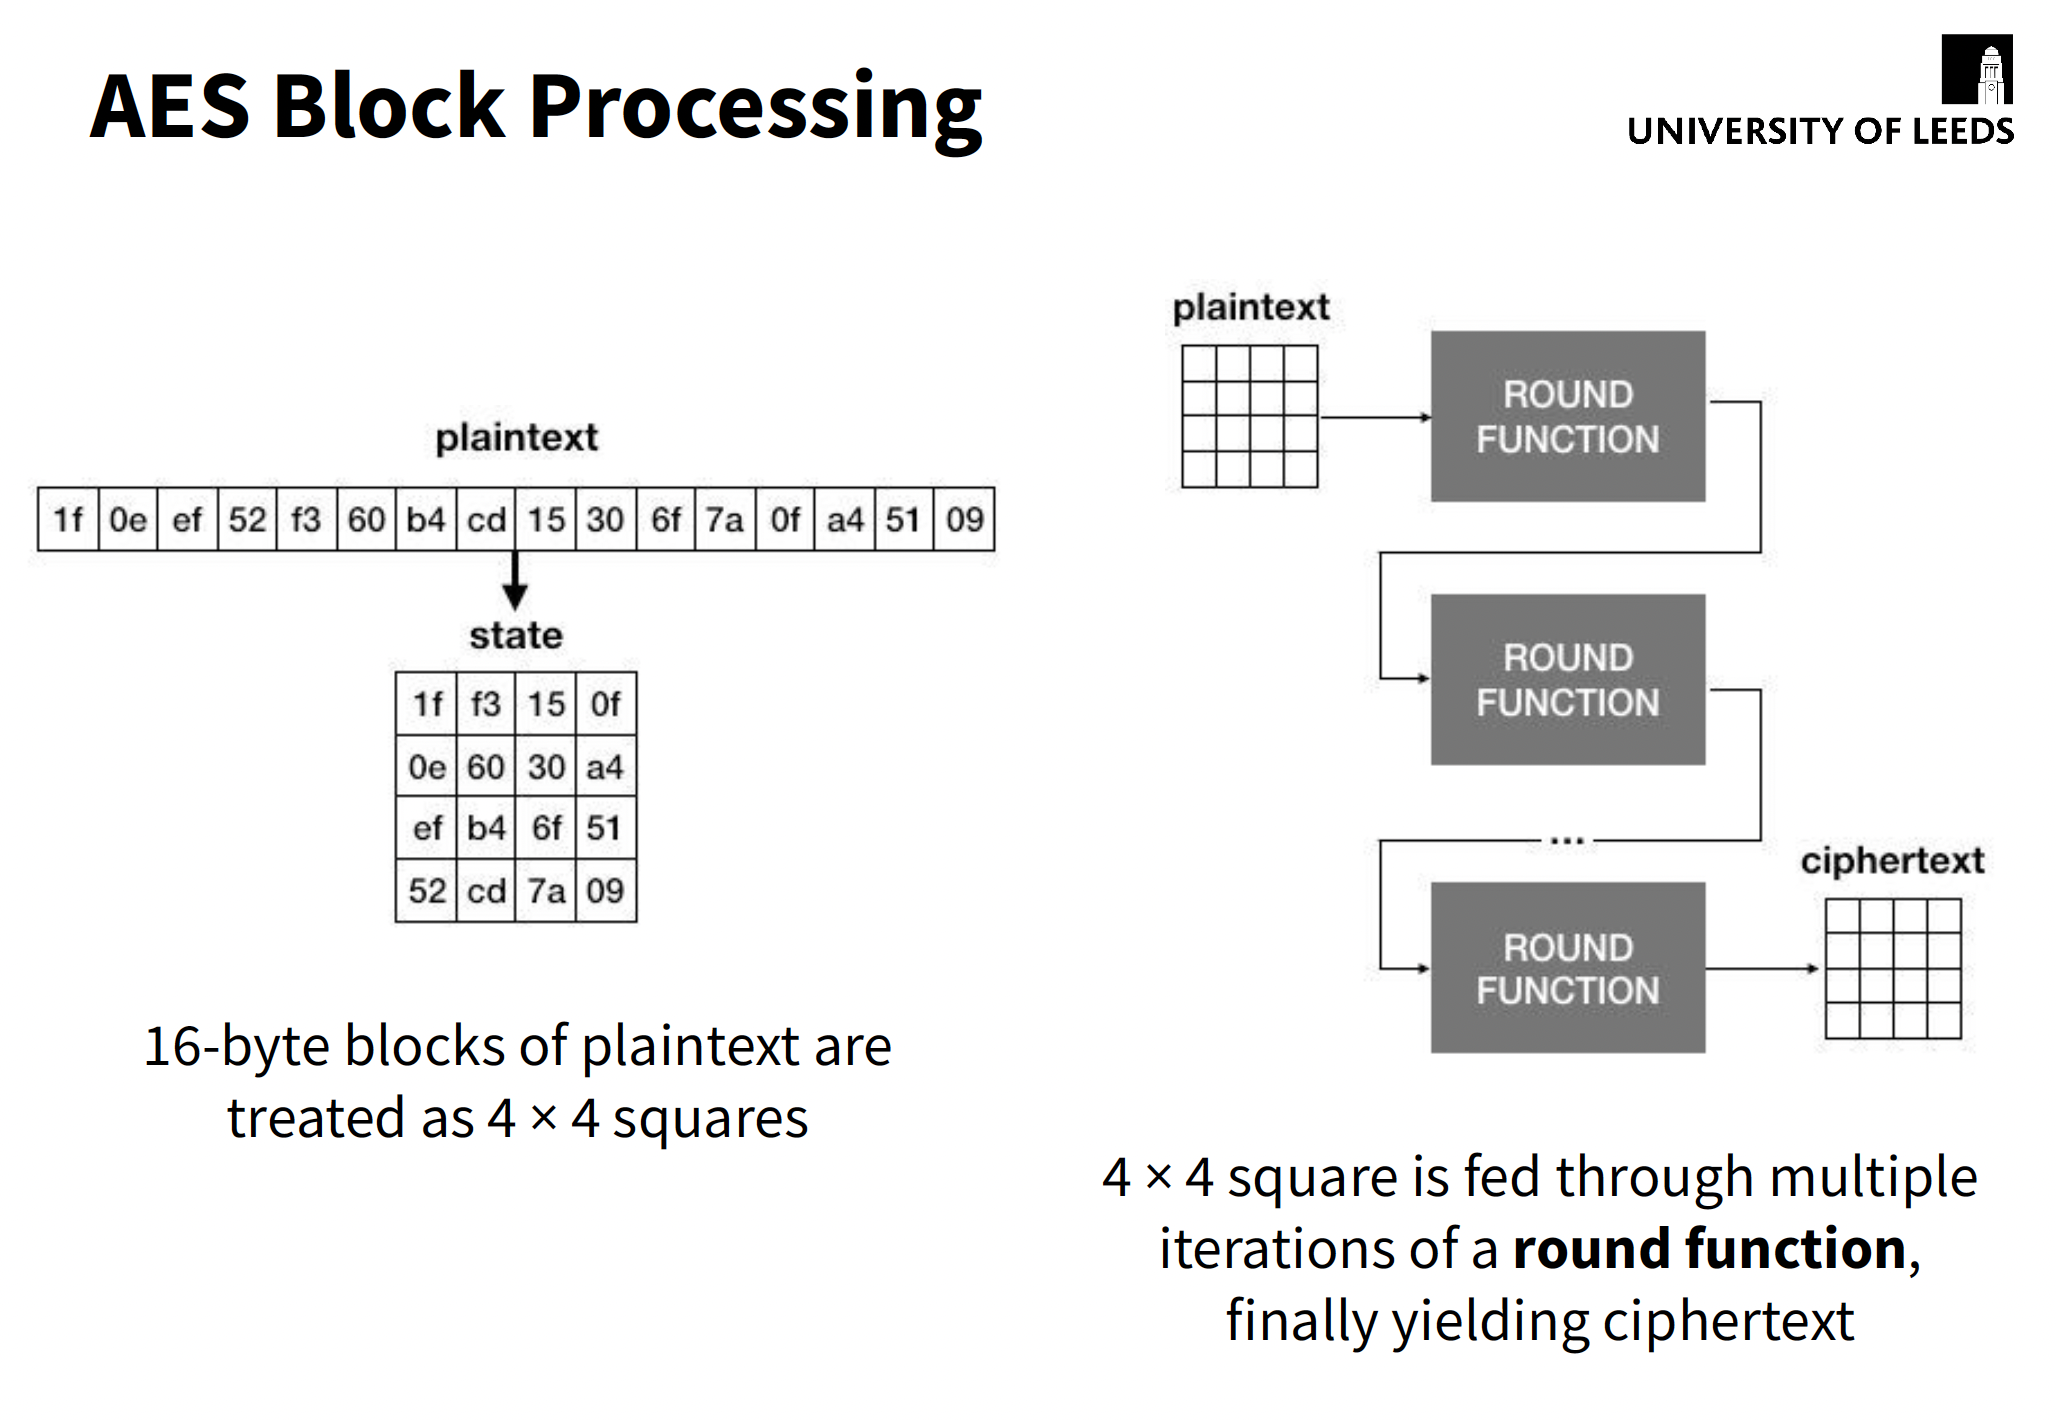 AES Block Processing
UNIVERSITY OF LEEDS
plaintext
1f 0e ef 52 f3 60 b4 cd 15 30 6f 7a 0f a4 51 09
state
1f f3 15 0f
0e 60 30 a4
ef b4 6f 51
52 cd 7a 09
16-byte blocks of plaintext are
treated as 4 × 4 squares
plaintext
ROUND
FUNCTION
ROUND
FUNCTION
...
ciphertext
ROUND
FUNCTION
4 × 4 square is fed through multiple
iterations of a round function,
finally yielding ciphertext